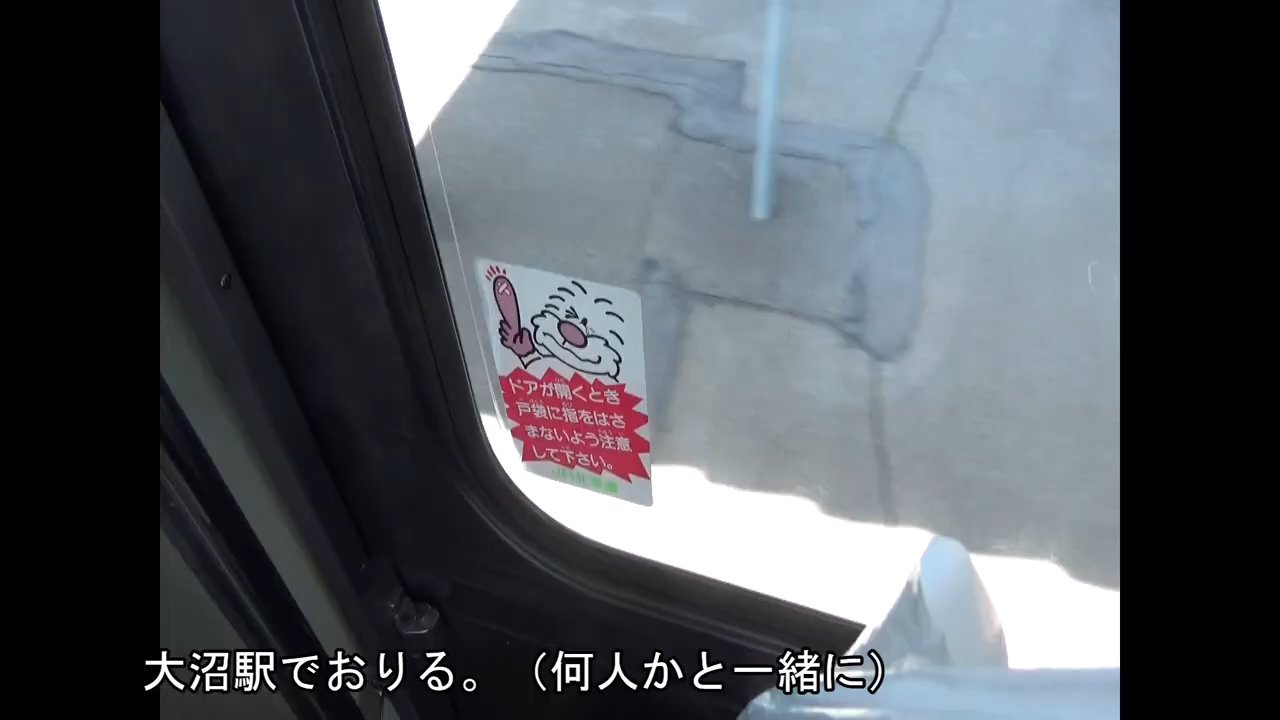 ドアが開くとき
戸袋に指をはさ
まないよう注意
して下さい。
大沼駅でおりる。（何人かと一緒に）